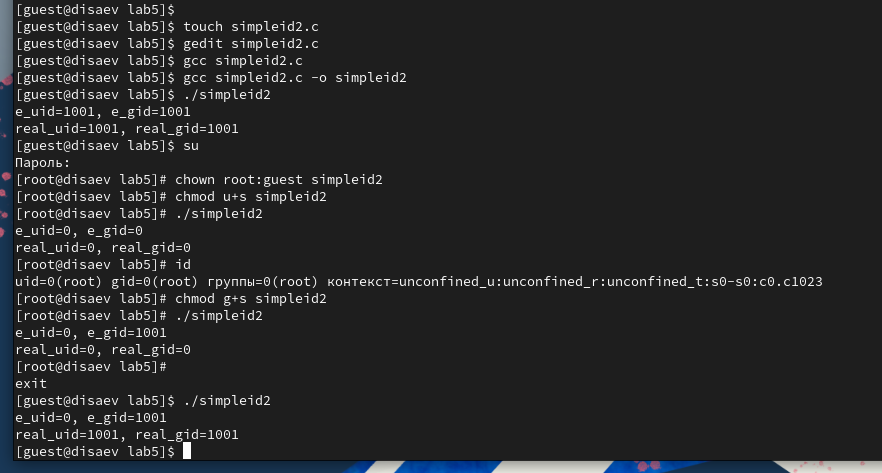 [guest@disaev lab5]$
[guest@disaev lab5]$ touch simpleid2.c
[guest@disaev lab5]$ gedit simpleid2.c
[guest@disaev lab5]$ gcc simpleid2.c
[guest@disaev lab5]$ gcc simpleid2.c -o simpleid2
[guest@disaev lab5]$ ./simpleid2
e_uid=1001, e_gid=1001
real_uid=1001, real_gid=1001
[guest@disaev lab5]$ su
Пароль:
[root@disaev lab5]# chown root:guest simpleid2
[root@disaev lab5]# chmod u+s simpleid2
[root@disaev lab5]# ./simpleid2
e_uid=0, e_gid=0
real_uid=0, real_gid=0
[root@disaev lab5]# id
uid=0(root) gid=0(root) группы=0(root) контекст=unconfined_u:unconfined_r:unconfined_t:s0-s0:c0.c1023
[root@disaev lab5]# chmod g+s simpleid2
[root@disaev lab5]# ./simpleid2
e_uid=0, e_gid=1001
real_uid=0, real_gid=0
[root@disaev lab5]#
exit
[guest@disaev lab5]$ ./simpleid2
e_uid=0, e_gid=1001
real_uid=1001, real_gid=1001
[guest@disaev lab5]$